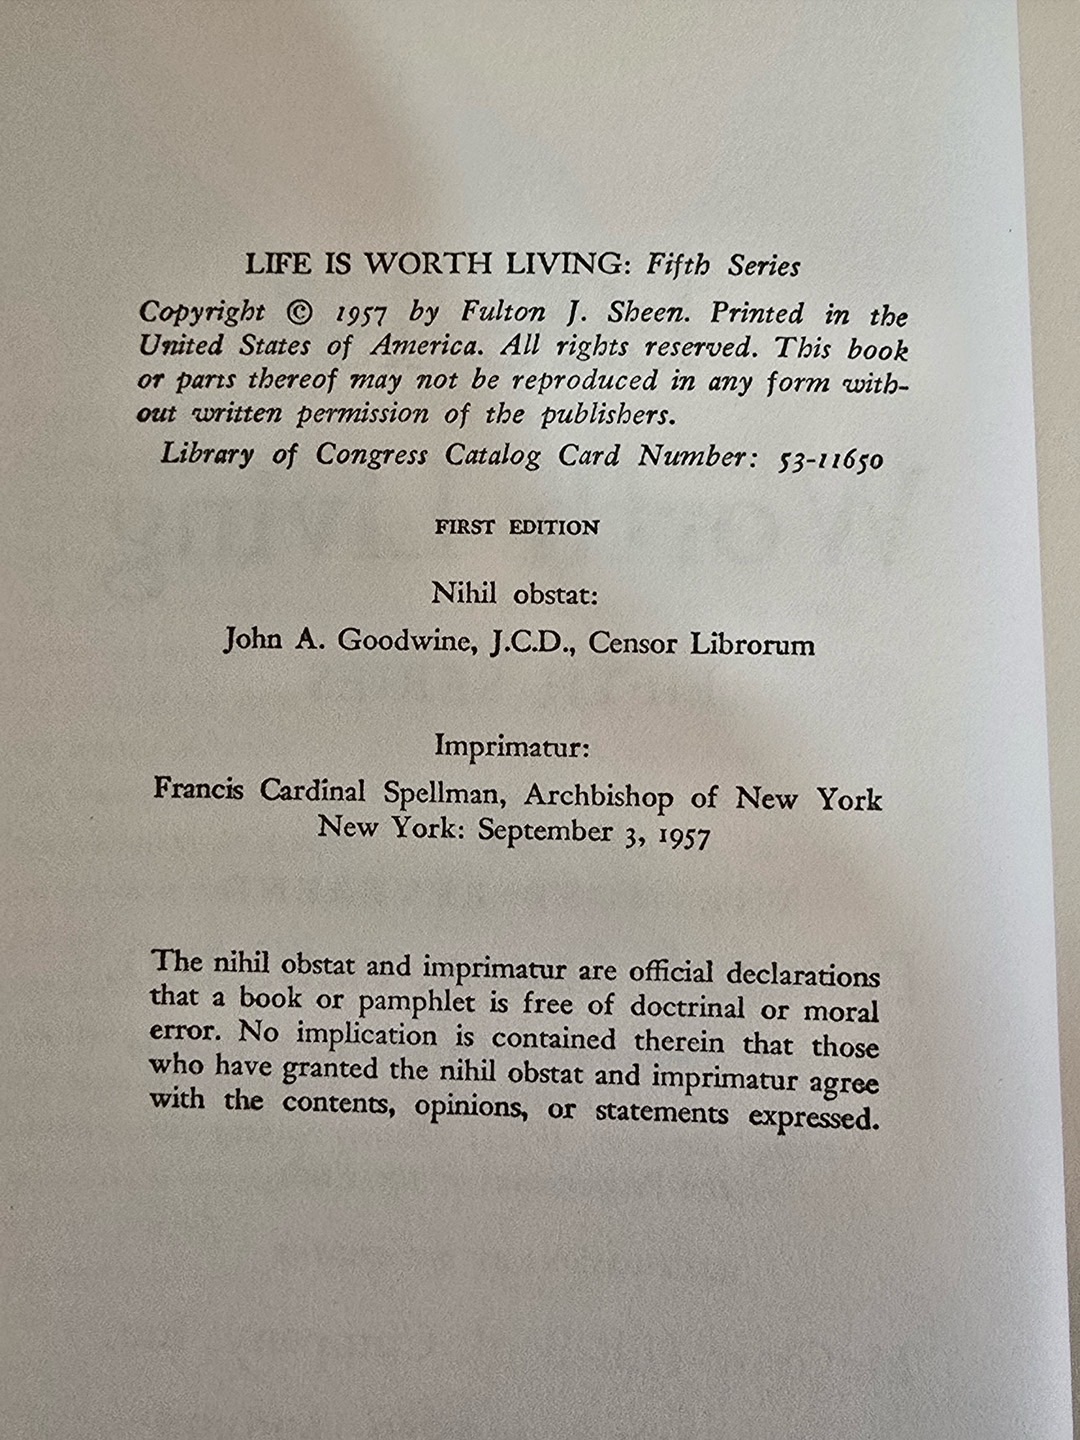 LIFE IS WORTH LIVING: Fifth Series
Copyright © 1957 by Fulton J. Sheen. Printed in the
United States of America. All rights reserved. This book
or parts thereof may not be reproduced in any form with-
out written permission of the publishers.
Library of Congress Catalog Card Number: 53-11650
FIRST EDITION
Nihil obstat:
John A. Goodwine, J.C.D., Censor Librorum
Imprimatur:
Francis Cardinal Spellman, Archbishop of New York
New York: September 3, 1957
The nihil obstat and imprimatur are official declarations
that a book or pamphlet is free of doctrinal or moral
error. No implication is contained therein that those
who have granted the nihil obstat and imprimatur agree
with the contents, opinions, or statements expressed.